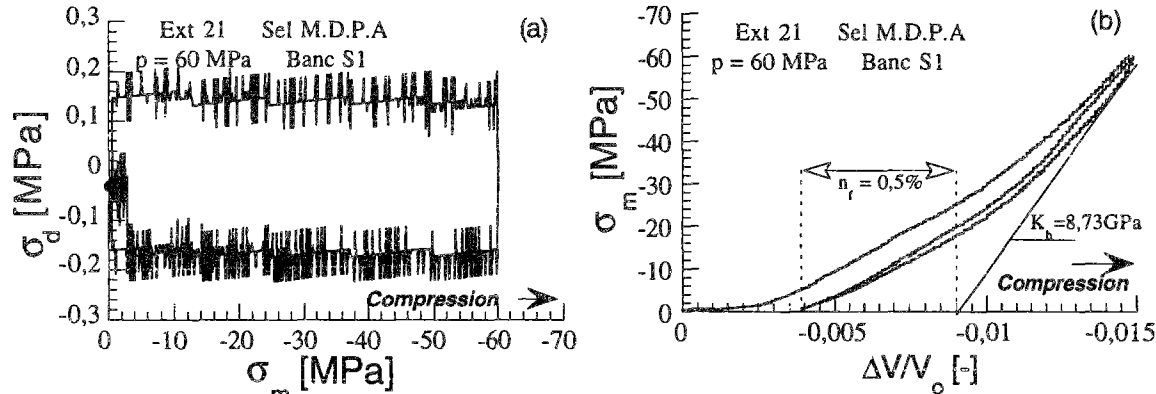 (a)
Ext 21 Sel M.D.P.A
p = 60 MPa Banc S1
0,3
0,2
0,1
0
-0,1
-0,2
-0,3
σd [MPa]
Compression
0 -10 -20 -30 -40 -50 -60 -70
σm [MPa]
(b)
Ext 21 Sel M.D.P.A
p = 60 MPa Banc S1
-70
-60
-50
-40
-30
-20
-10
0
σm [MPa]
nf = 0,5%
Kb=8,73GPa
Compression
0 -0,005 -0,01 -0,015
ΔV/Vo [-]